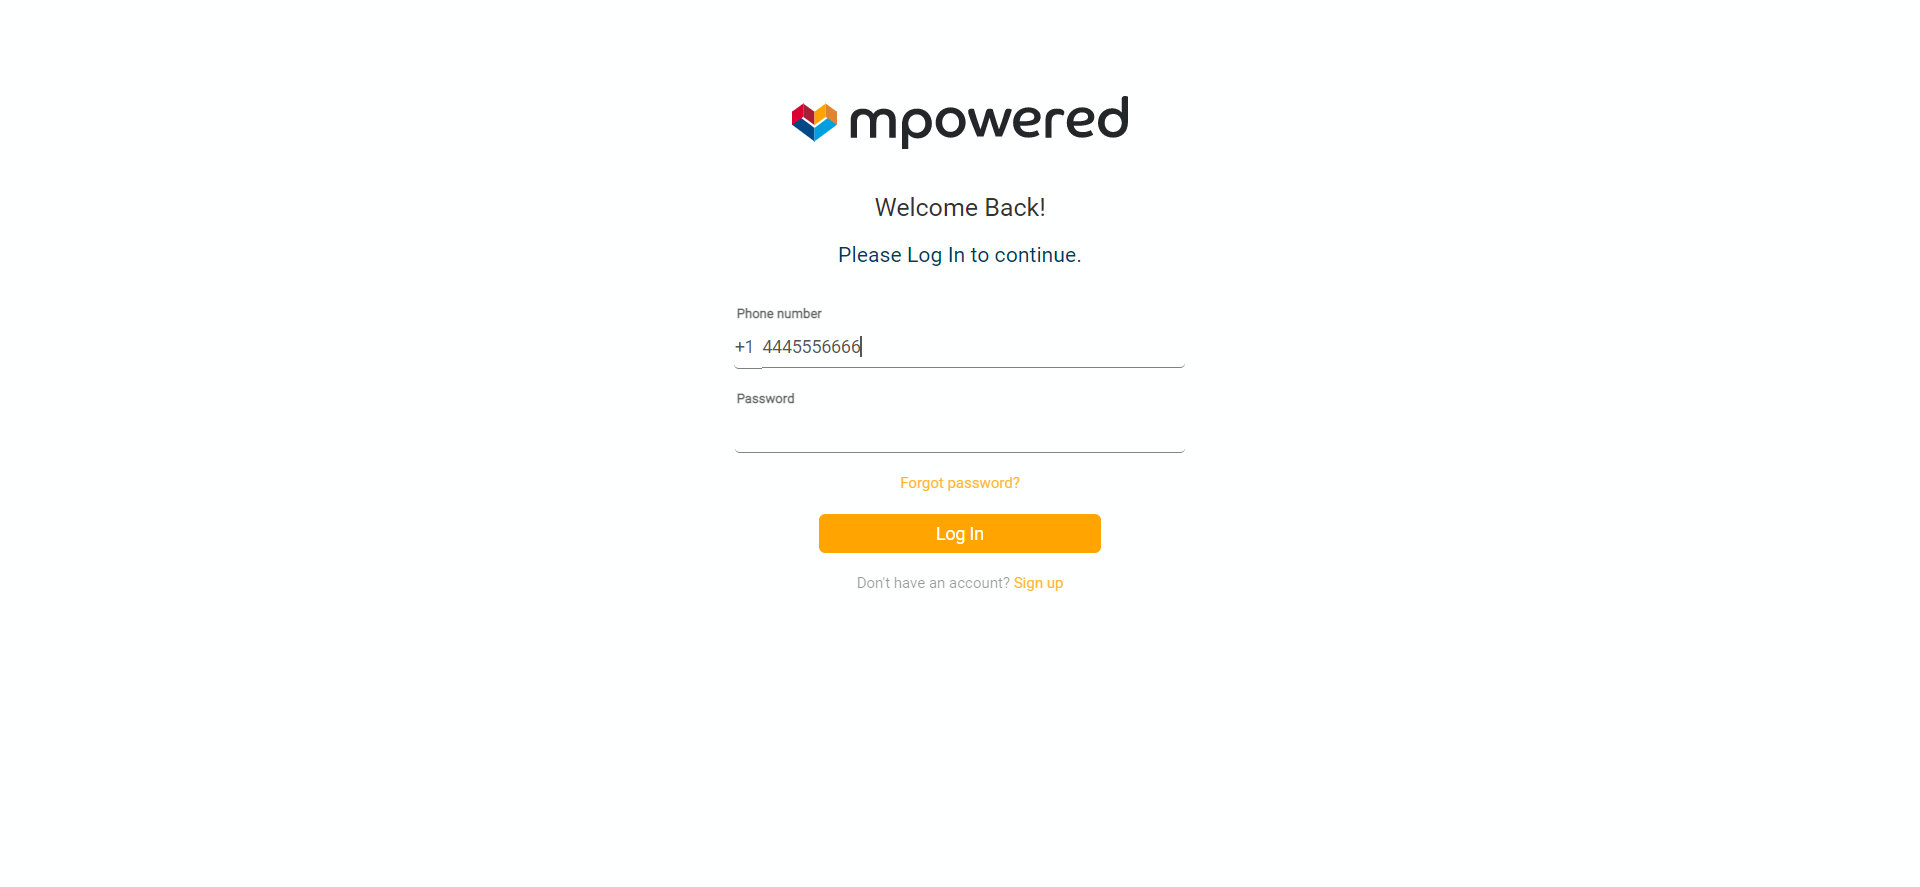 mpowered
Welcome Back!
Please Log In to continue.
Phone number
+1 4445556666
Password
Forgot password?
Log In
Don't have an account? Sign up